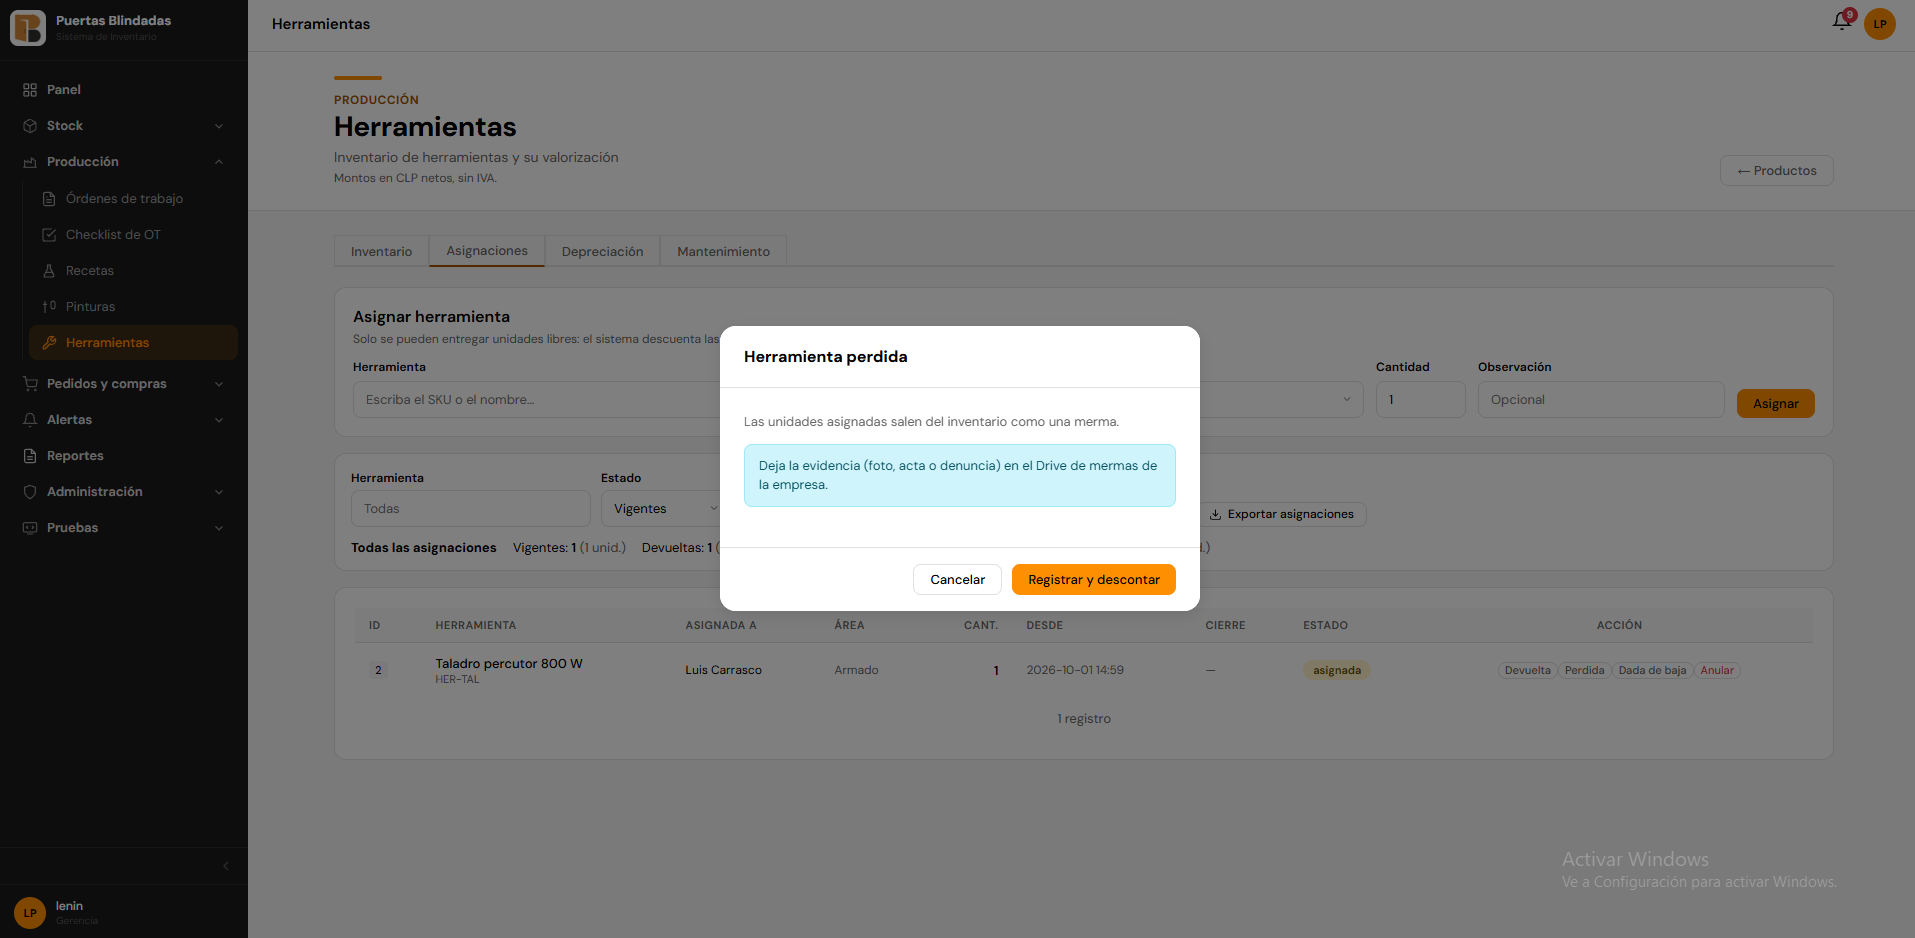 Puertas Blindadas
Sistema de Inventario
Herramientas
9
LP
Panel
Stock
Producción
Órdenes de trabajo
Checklist de OT
Recetas
Pinturas
Herramientas
Pedidos y compras
Alertas
Reportes
Administración
Pruebas
LP
lenin
Gerencia
PRODUCCIÓN
Herramientas
Inventario de herramientas y su valorización
Montos en CLP netos, sin IVA.
← Productos
Inventario
Asignaciones
Depreciación
Mantenimiento
Asignar herramienta
Solo se pueden entregar unidades libres: el sistema descuenta las
Herramienta
Cantidad
Observación
Escriba el SKU o el nombre...
1
Opcional
Asignar
Herramienta
Estado
Todas
Vigentes
Exportar asignaciones
Todas las asignaciones Vigentes: 1 (1 unid.) Devueltas: 1 (
Herramienta perdida
Las unidades asignadas salen del inventario como una merma.
Deja la evidencia (foto, acta o denuncia) en el Drive de mermas de
la empresa.
Cancelar
Registrar y descontar
ID HERRAMIENTA ASIGNADA A ÁREA CANT. DESDE CIERRE ESTADO ACCIÓN
2 Taladro percutor 800 W Luis Carrasco Armado 1 2026-10-01 14:59 — asignada Devuelta Perdida Dada de baja Anular
HER-TAL
1 registro
Activar Windows
Ve a Configuración para activar Windows.